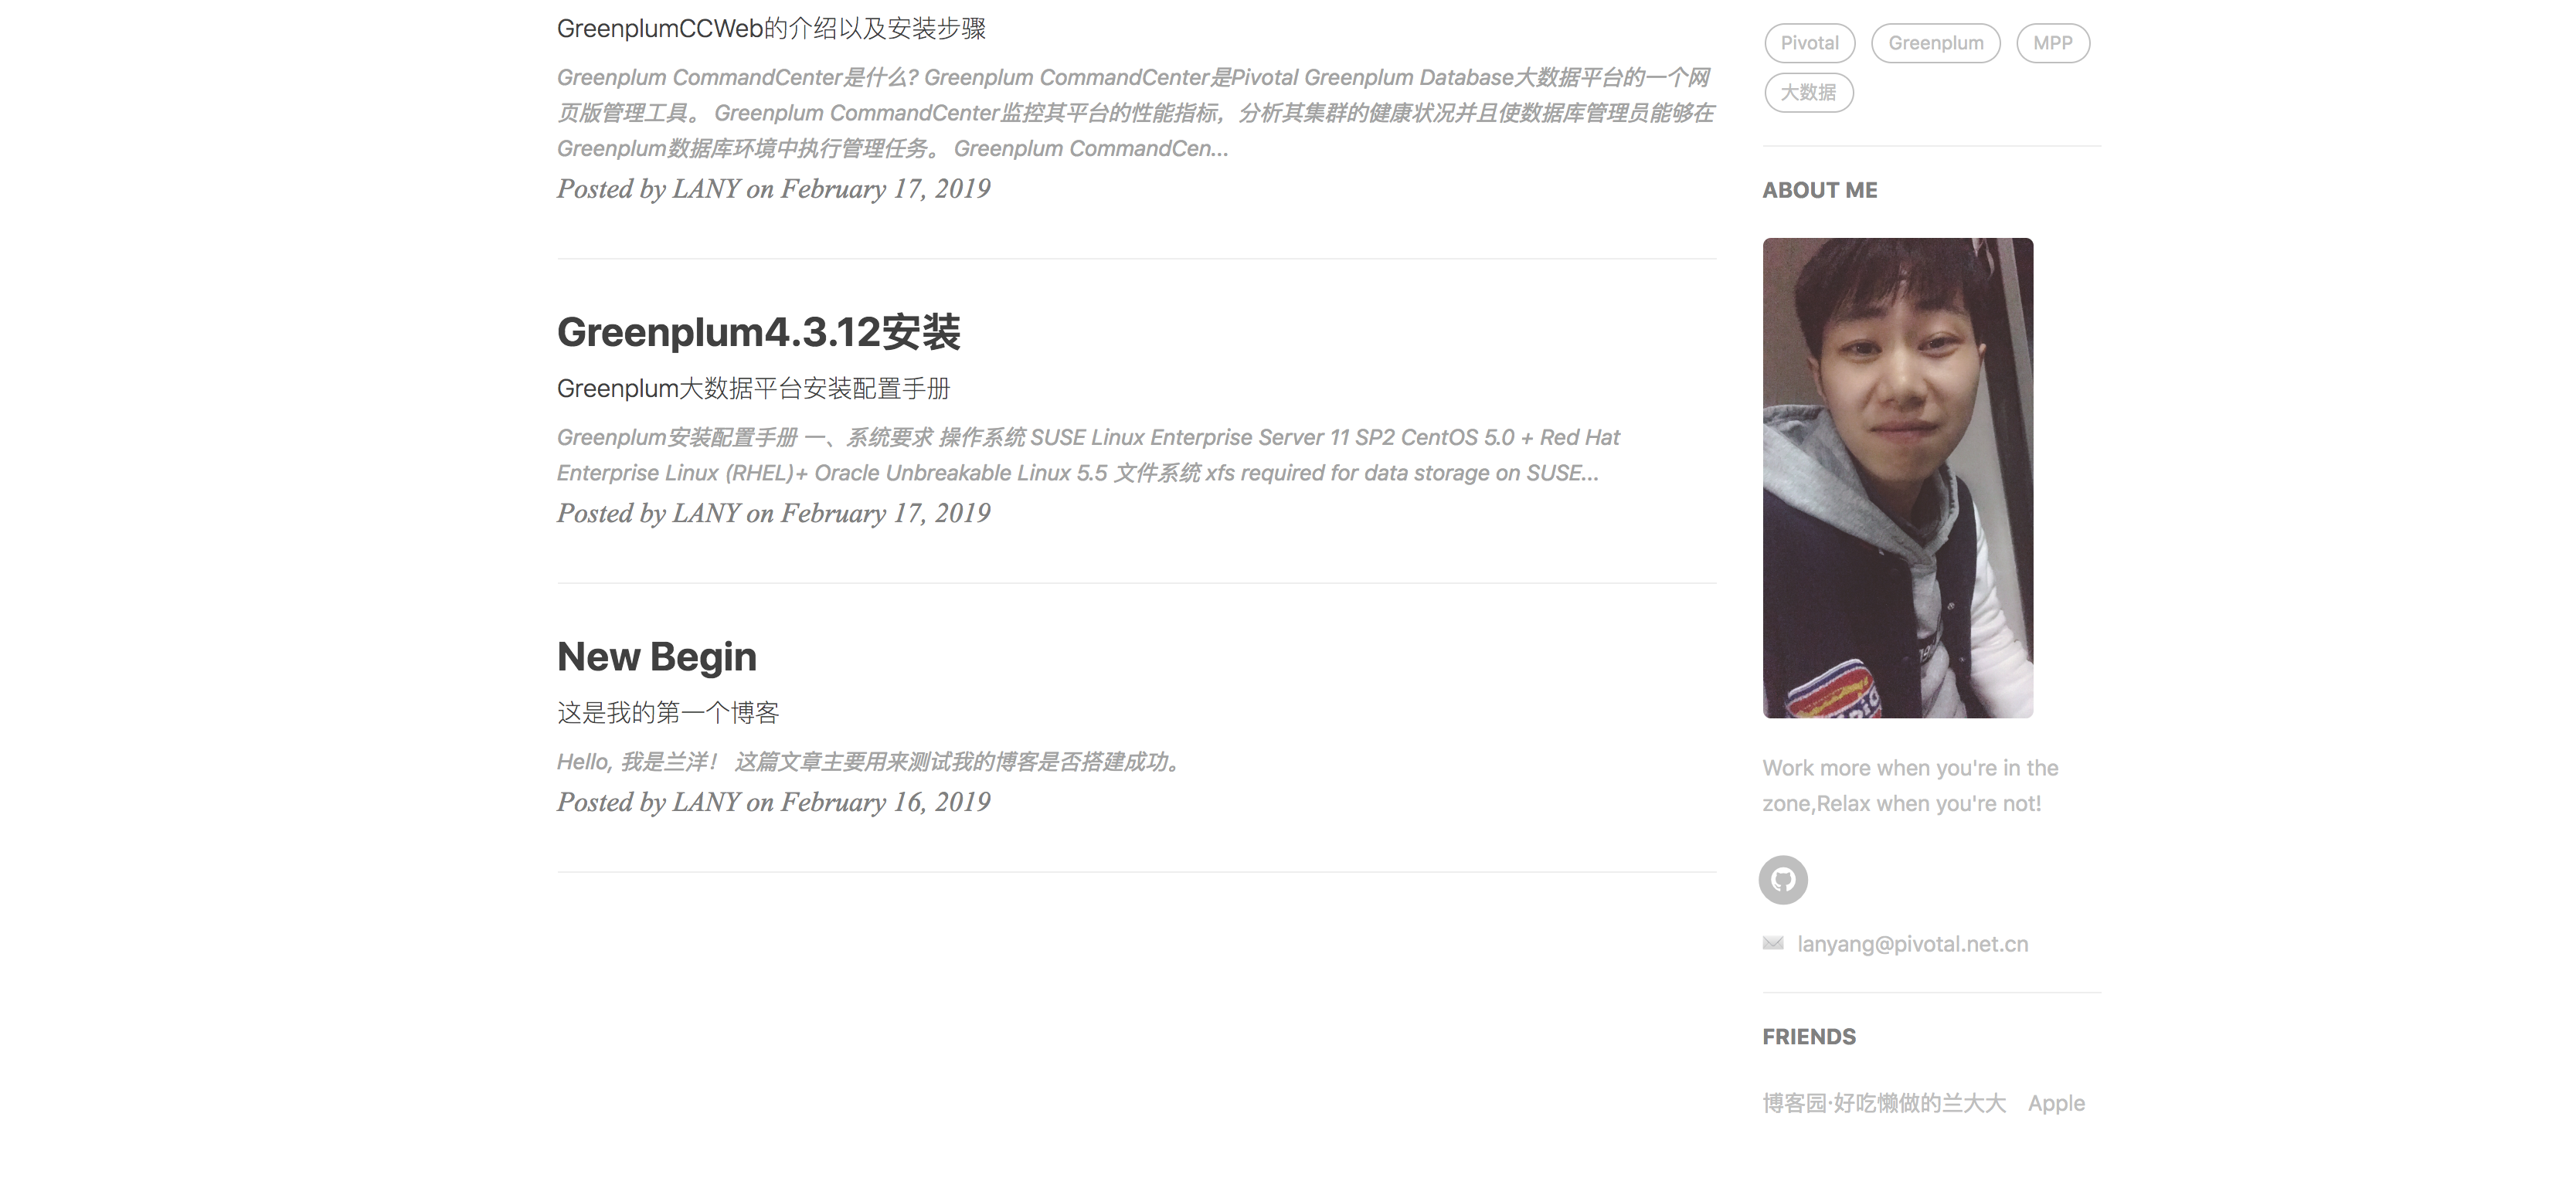 GreenplumCCWeb的介绍以及安装步骤
Greenplum CommandCenter是什么? Greenplum CommandCenter是Pivotal Greenplum Database大数据平台的一个网
页版管理工具。 Greenplum CommandCenter监控其平台的性能指标，分析其集群的健康状况并且使数据库管理员能够在
Greenplum数据库环境中执行管理任务。 Greenplum CommandCen...
Posted by LANY on February 17, 2019
Greenplum4.3.12安装
Greenplum大数据平台安装配置手册
Greenplum安装配置手册 一、系统要求 操作系统 SUSE Linux Enterprise Server 11 SP2 CentOS 5.0 + Red Hat
Enterprise Linux (RHEL)+ Oracle Unbreakable Linux 5.5 文件系统 xfs required for data storage on SUSE...
Posted by LANY on February 17, 2019
New Begin
这是我的第一个博客
Hello, 我是兰洋！ 这篇文章主要用来测试我的博客是否搭建成功。
Posted by LANY on February 16, 2019
Pivotal Greenplum MPP
大数据
ABOUT ME
Work more when you're in the
zone,Relax when you're not!
lanyang@pivotal.net.cn
FRIENDS
博客园·好吃懒做的兰大大 Apple